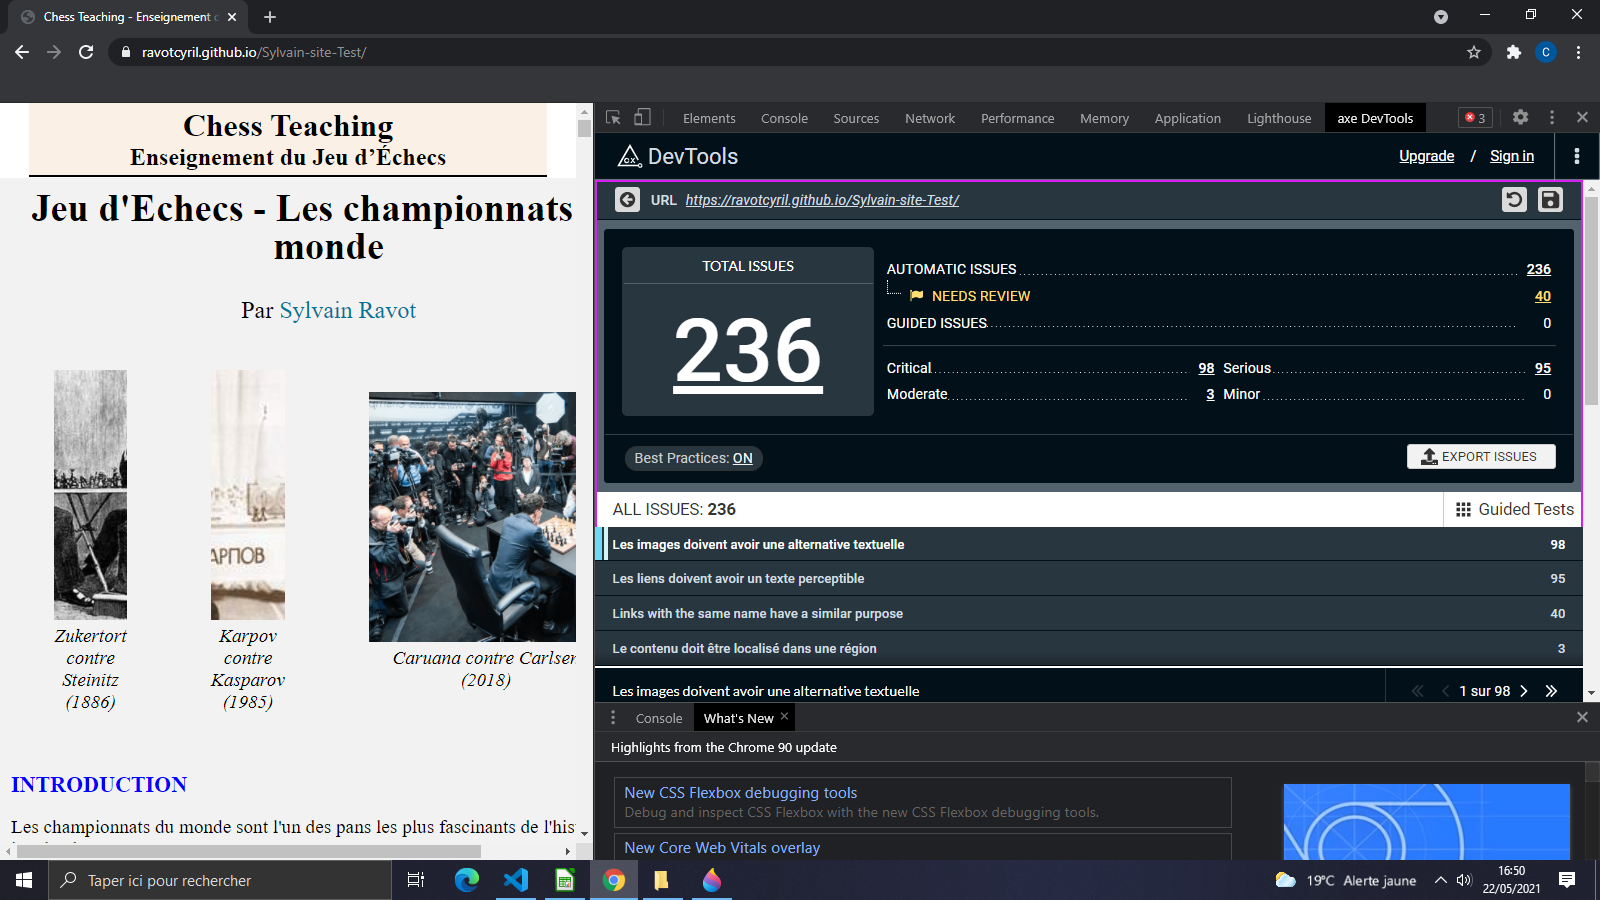 Chess Teaching - Enseignement d
ravotcyril.github.io/Sylvain-site-Test/
C
Chess Teaching
Enseignement du Jeu d’Échecs
Jeu d'Echecs - Les championnats
monde
Par Sylvain Ravot
АРПОВ
Zukertort
contre
Steinitz
(1886)
Karpov
contre
Kasparov
(1985)
Caruana contre Carlsen
(2018)
INTRODUCTION
Les championnats du monde sont l'un des pans les plus fascinants de l'his
Elements
Console
Sources
Network
Performance
Memory
Application
Lighthouse
axe DevTools
3
DevTools
Upgrade / Sign in
URL https://ravotcyril.github.io/Sylvain-site-Test/
TOTAL ISSUES
236
AUTOMATIC ISSUES 236
NEEDS REVIEW 40
GUIDED ISSUES 0
Critical 98 Serious 95
Moderate 3 Minor 0
Best Practices: ON
EXPORT ISSUES
ALL ISSUES: 236
Guided Tests
Les images doivent avoir une alternative textuelle 98
Les liens doivent avoir un texte perceptible 95
Links with the same name have a similar purpose 40
Le contenu doit être localisé dans une région 3
Les images doivent avoir une alternative textuelle
1 sur 98
Console
What's New
Highlights from the Chrome 90 update
New CSS Flexbox debugging tools
Debug and inspect CSS Flexbox with the new CSS Flexbox debugging tools.
New Core Web Vitals overlay
Taper ici pour rechercher
19°C Alerte jaune
16:50
22/05/2021